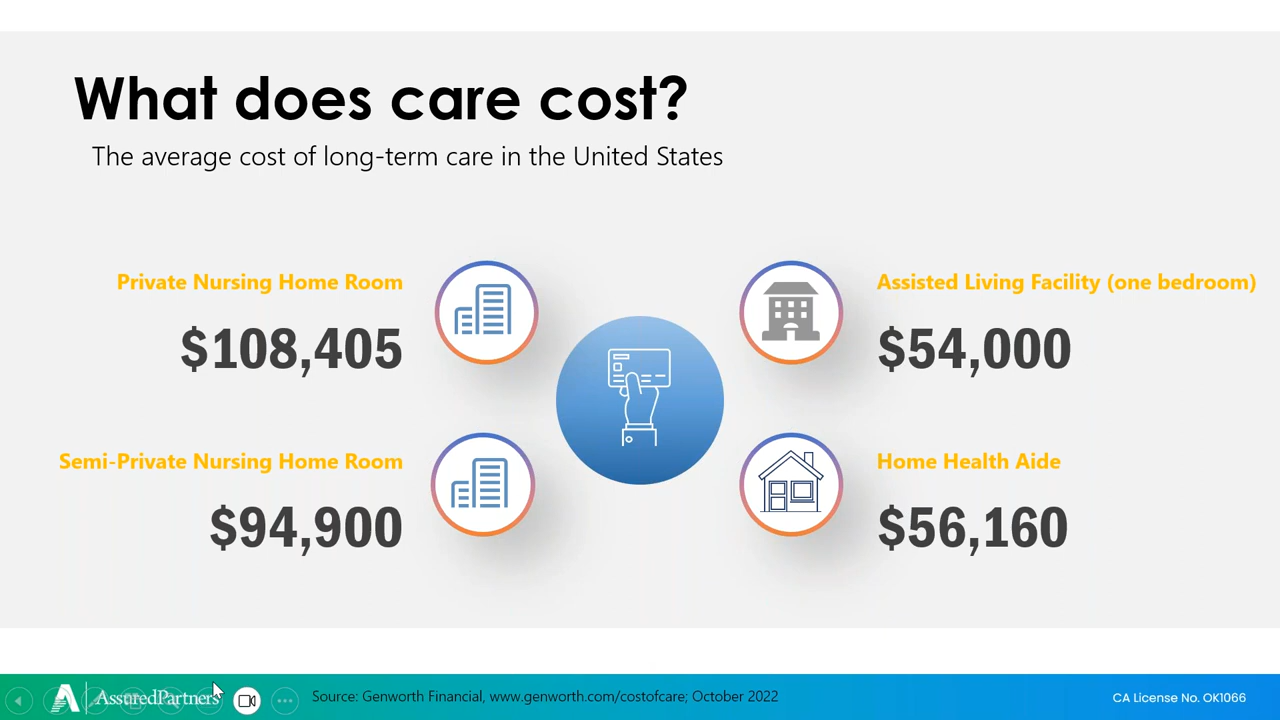 What does care cost?
The average cost of long-term care in the United States
Private Nursing Home Room
$108,405
Semi-Private Nursing Home Room
$94,900
Assisted Living Facility (one bedroom)
$54,000
Home Health Aide
$56,160
AssuredPartners
Source: Genworth Financial, www.genworth.com/costofcare; October 2022
CA License No. OK1066